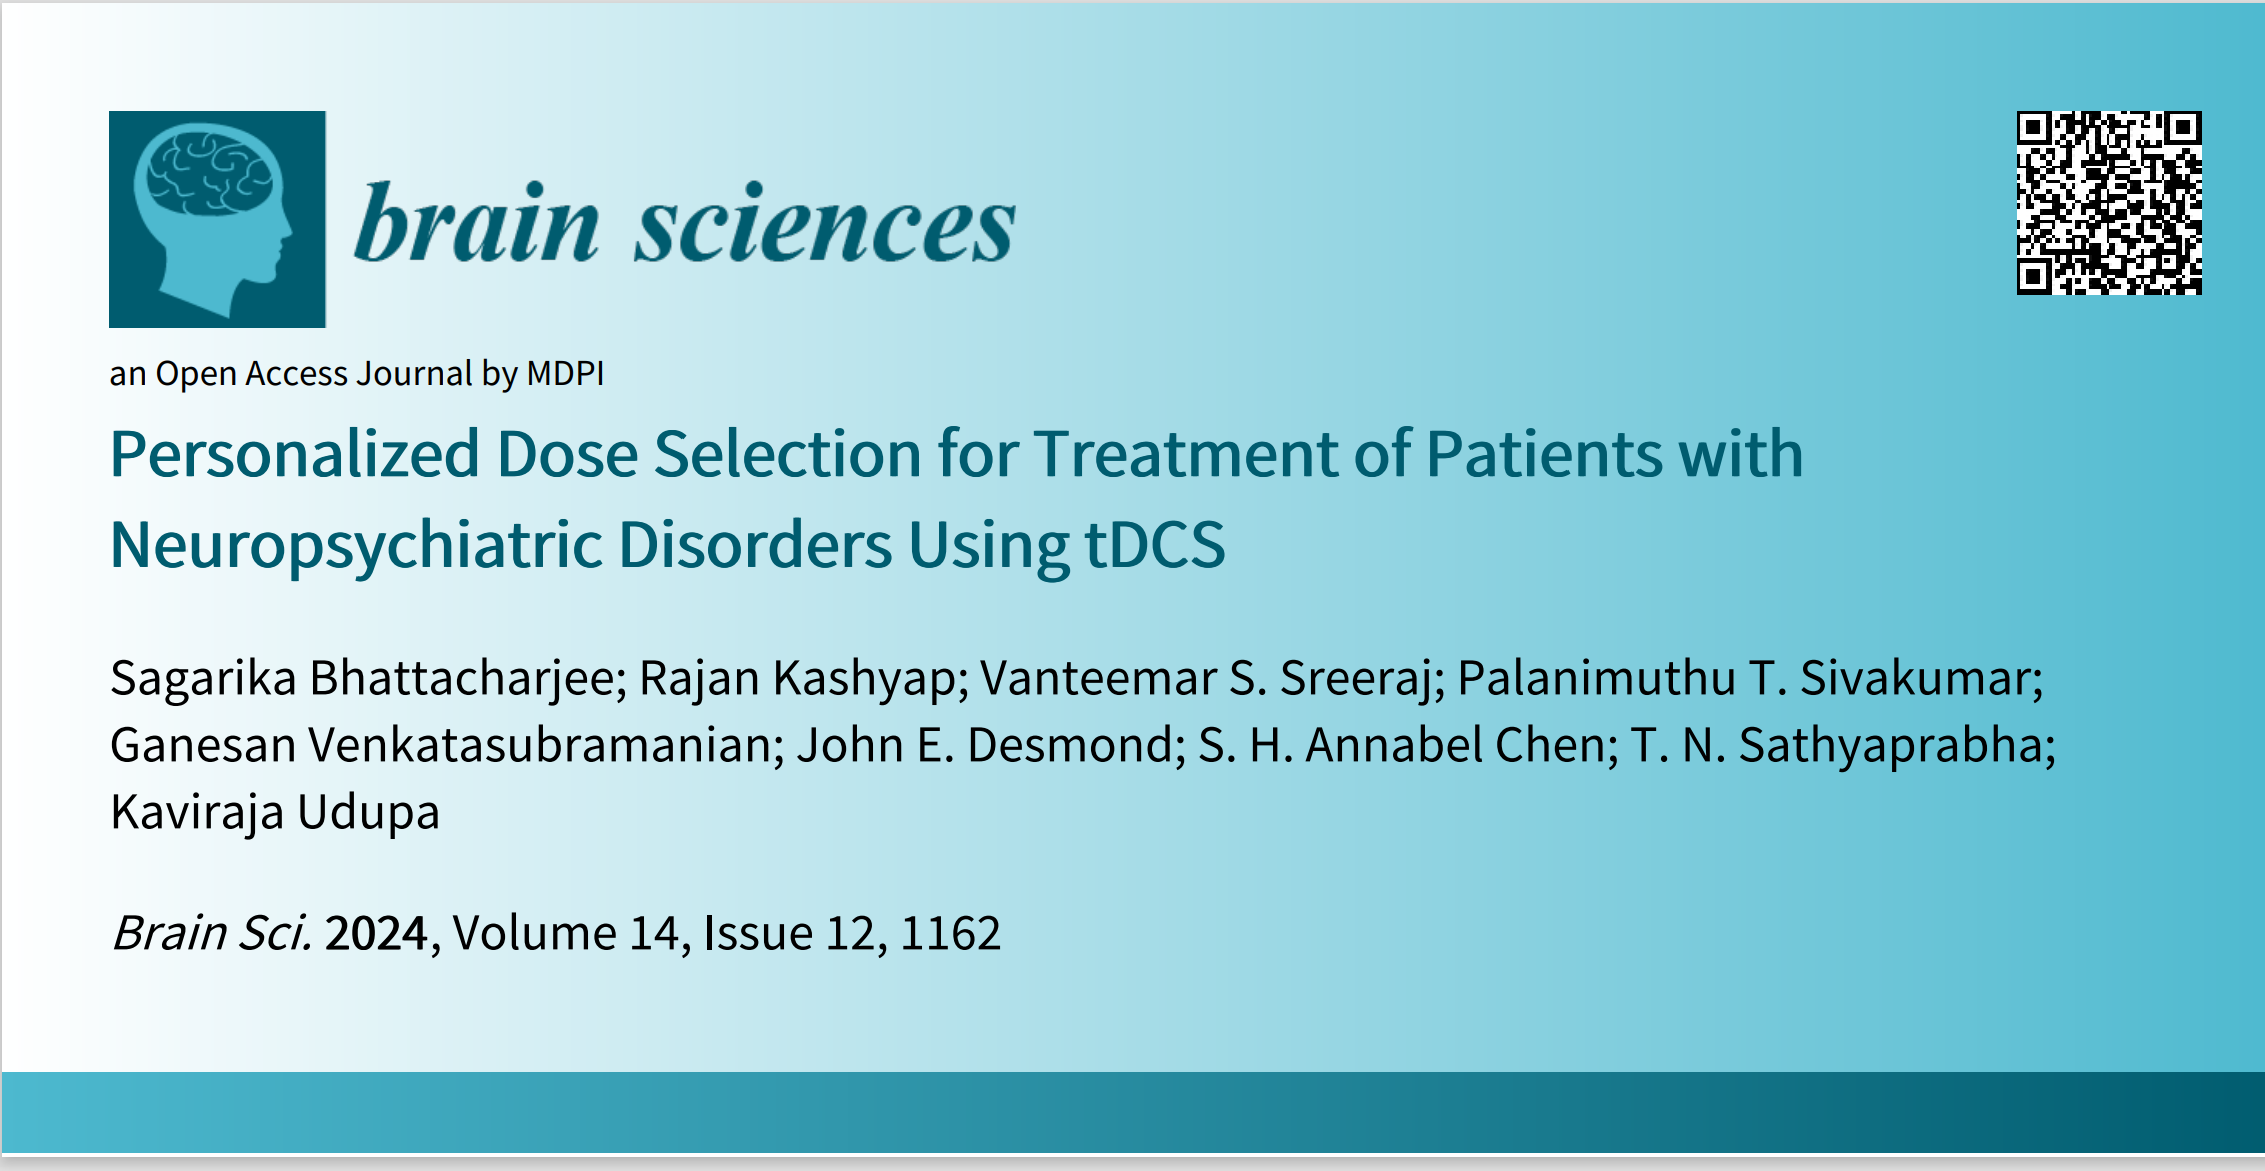 brain sciences
an Open Access Journal by MDPI
Personalized Dose Selection for Treatment of Patients with
Neuropsychiatric Disorders Using tDCS
Sagarika Bhattacharjee; Rajan Kashyap; Vanteemar S. Sreeraj; Palanimuthu T. Sivakumar;
Ganesan Venkatasubramanian; John E. Desmond; S. H. Annabel Chen; T. N. Sathyaprabha;
Kaviraja Udupa
Brain Sci. 2024, Volume 14, Issue 12, 1162